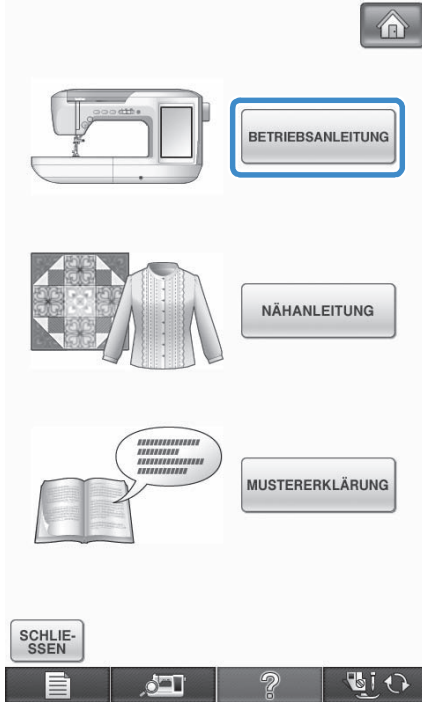 BETRIEBSANLEITUNG
NÄHANLEITUNG
MUSTERERKLÄRUNG
SCHLIE-
SSEN